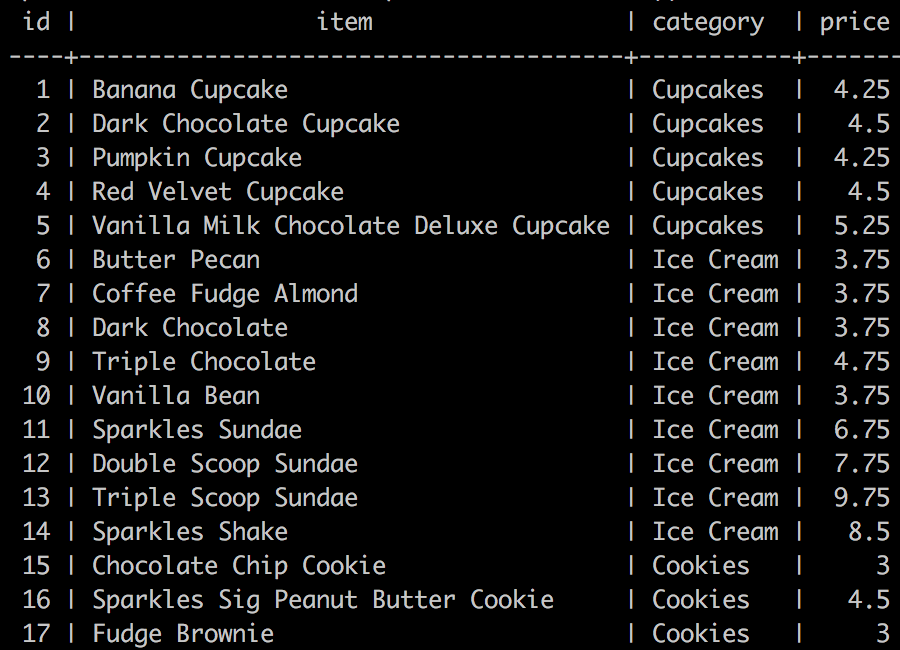 id |                 item                  | category  | price
----+---------------------------------------+-----------+-------
  1 | Banana Cupcake                        | Cupcakes  |  4.25
  2 | Dark Chocolate Cupcake                | Cupcakes  |   4.5
  3 | Pumpkin Cupcake                       | Cupcakes  |  4.25
  4 | Red Velvet Cupcake                    | Cupcakes  |   4.5
  5 | Vanilla Milk Chocolate Deluxe Cupcake | Cupcakes  |  5.25
  6 | Butter Pecan                          | Ice Cream |  3.75
  7 | Coffee Fudge Almond                   | Ice Cream |  3.75
  8 | Dark Chocolate                        | Ice Cream |  3.75
  9 | Triple Chocolate                      | Ice Cream |  4.75
 10 | Vanilla Bean                          | Ice Cream |  3.75
 11 | Sparkles Sundae                       | Ice Cream |  6.75
 12 | Double Scoop Sundae                   | Ice Cream |  7.75
 13 | Triple Scoop Sundae                   | Ice Cream |  9.75
 14 | Sparkles Shake                        | Ice Cream |   8.5
 15 | Chocolate Chip Cookie                 | Cookies   |     3
 16 | Sparkles Sig Peanut Butter Cookie     | Cookies   |   4.5
 17 | Fudge Brownie                         | Cookies   |     3